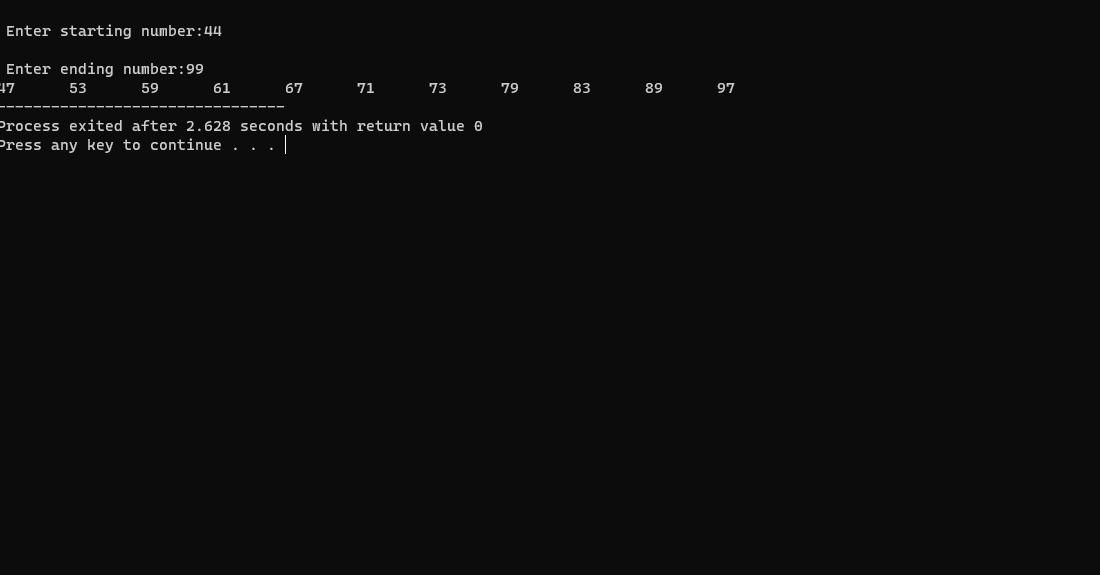 Enter starting number:44
Enter ending number:99
47 53 59 61 67 71 73 79 83 89 97
--------------------------------
Process exited after 2.628 seconds with return value 0
Press any key to continue . . .